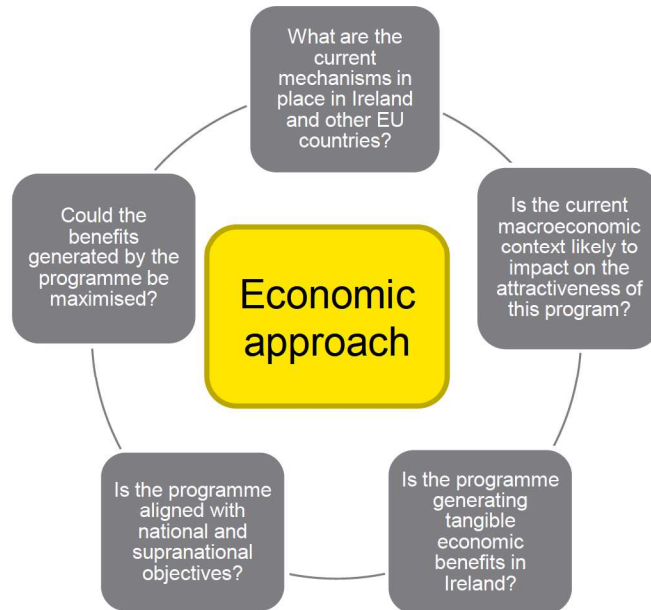 What are the
current
mechanisms in
place in Ireland
and other EU
countries?
Is the current
macroeconomic
context likely to
impact on the
attractiveness of
this program?
Is the programme
generating
tangible
economic
benefits in
Ireland?
Is the programme
aligned with
national and
supranational
objectives?
Could the
benefits
generated by the
programme be
maximised?
Economic
approach